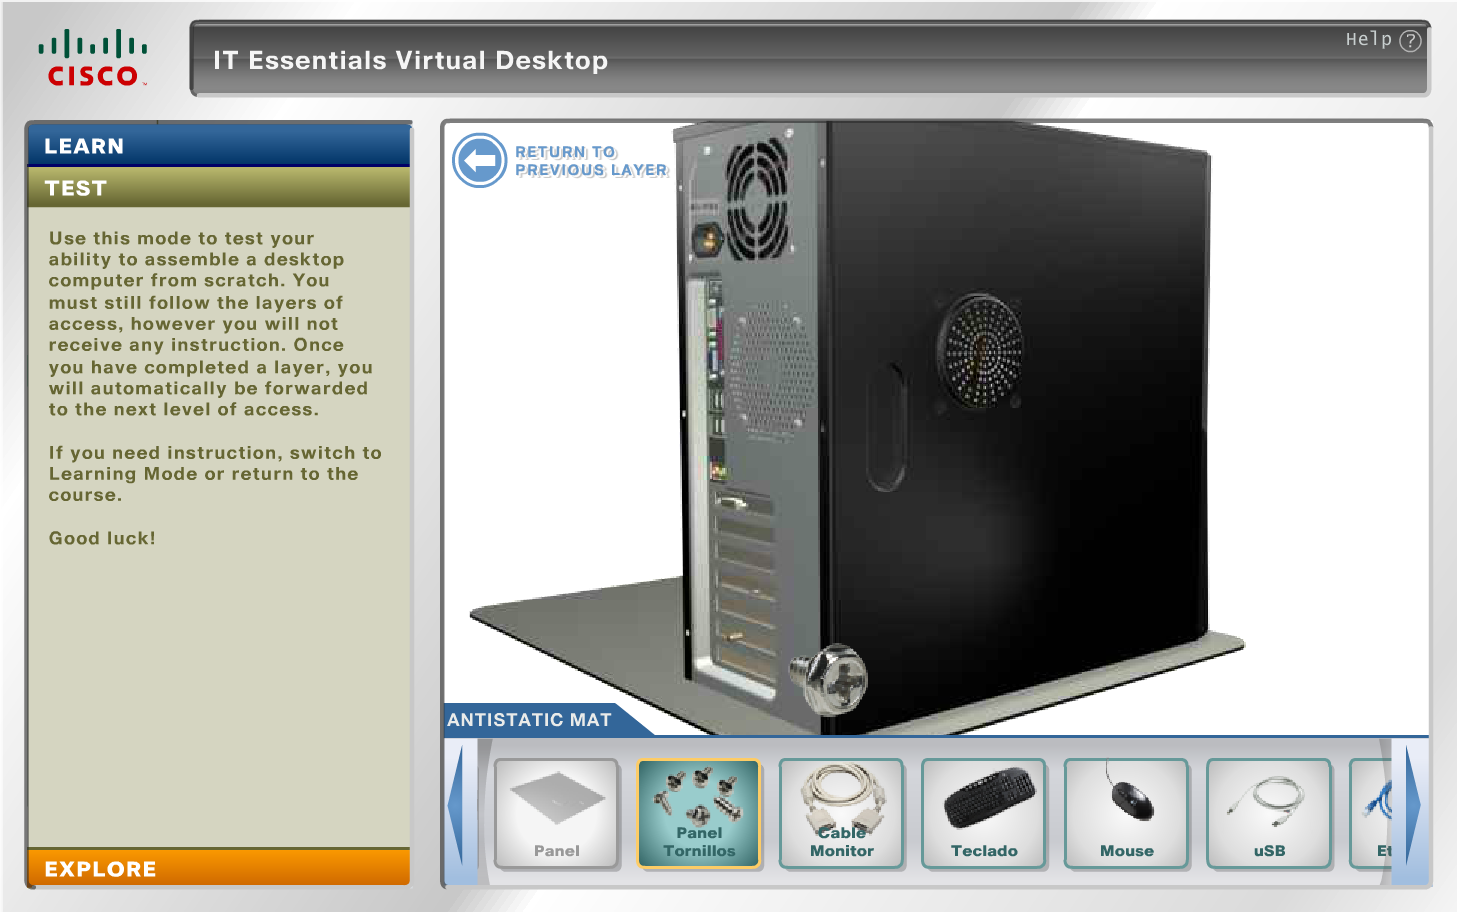 CISCO
IT Essentials Virtual Desktop
Help ?
LEARN
TEST
Use this mode to test your
ability to assemble a desktop
computer from scratch. You
must still follow the layers of
access, however you will not
receive any instruction. Once
you have completed a layer, you
will automatically be forwarded
to the next level of access.
If you need instruction, switch to
Learning Mode or return to the
course.
Good luck!
EXPLORE
RETURN TO
PREVIOUS LAYER
ANTISTATIC MAT
Panel
Panel
Tornillos
Cable
Monitor
Teclado
Mouse
uSB
Et